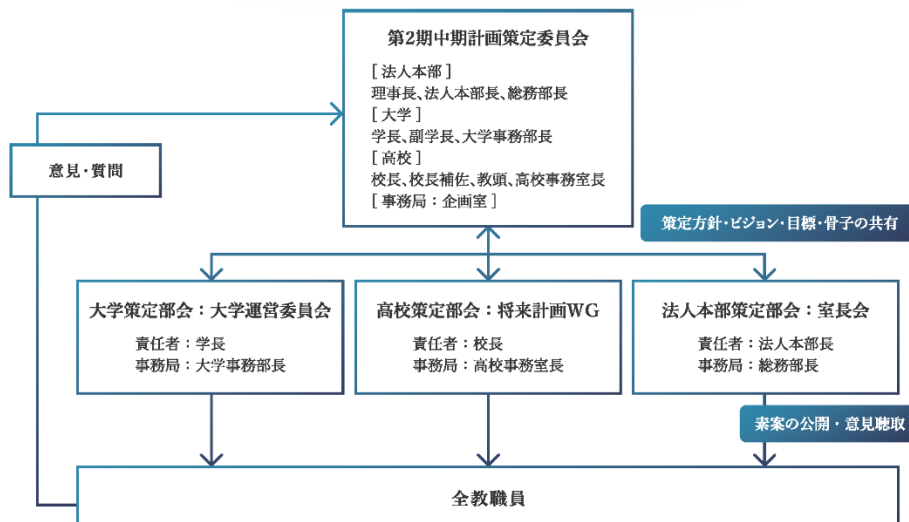 第2期中期計画策定委員会
[ 法人本部 ]
理事長、法人本部長、総務部長
[ 大学 ]
学長、副学長、大学事務部長
[ 高校 ]
校長、校長補佐、教頭、高校事務室長
[ 事務局：企画室 ]
意見・質問
策定方針・ビジョン・目標・骨子の共有
大学策定部会：大学運営委員会
責任者：学長
事務局：大学事務部長
高校策定部会：将来計画WG
責任者：校長
事務局：高校事務室長
法人本部策定部会：室長会
責任者：法人本部長
事務局：総務部長
素案の公開・意見聴取
全教職員